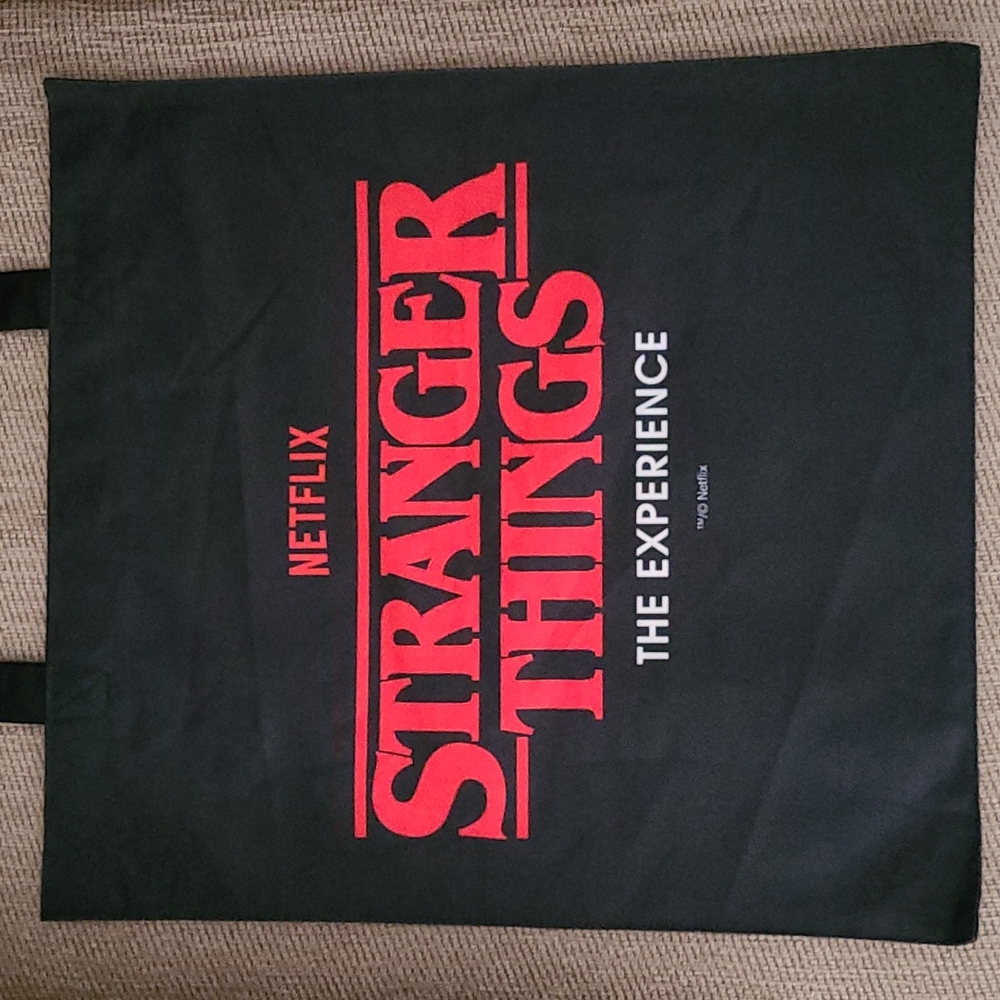 NETFLIX
STRANGER
THINGS
THE EXPERIENCE
™/© Netflix